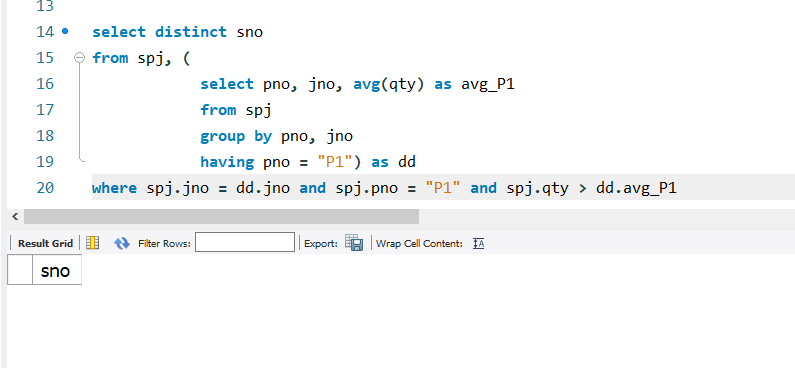 13
14 select distinct sno
15 from spj, (
16 select pno, jno, avg(qty) as avg_P1
17 from spj
18 group by pno, jno
19 having pno = "P1") as dd
20 where spj.jno = dd.jno and spj.pno = "P1" and spj.qty > dd.avg_P1
Result Grid Filter Rows: Export: Wrap Cell Content: IA
sno